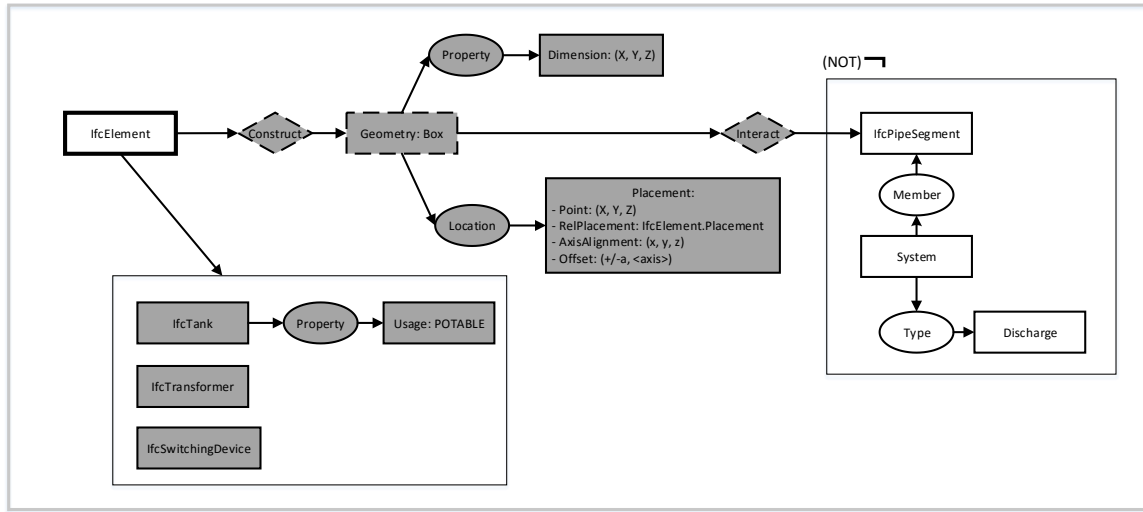 Property
Dimension: (X, Y, Z)
(NOT)
IfcElement
Construct
Geometry: Box
Interact
IfcPipeSegment
Member
Placement:
- Point: (X, Y, Z)
- RelPlacement: IfcElement.Placement
- AxisAlignment: (x, y, z)
- Offset: (+/-a, <axis>)
Location
System
IfcTank
Property
Usage: POTABLE
Type
Discharge
IfcTransformer
IfcSwitchingDevice